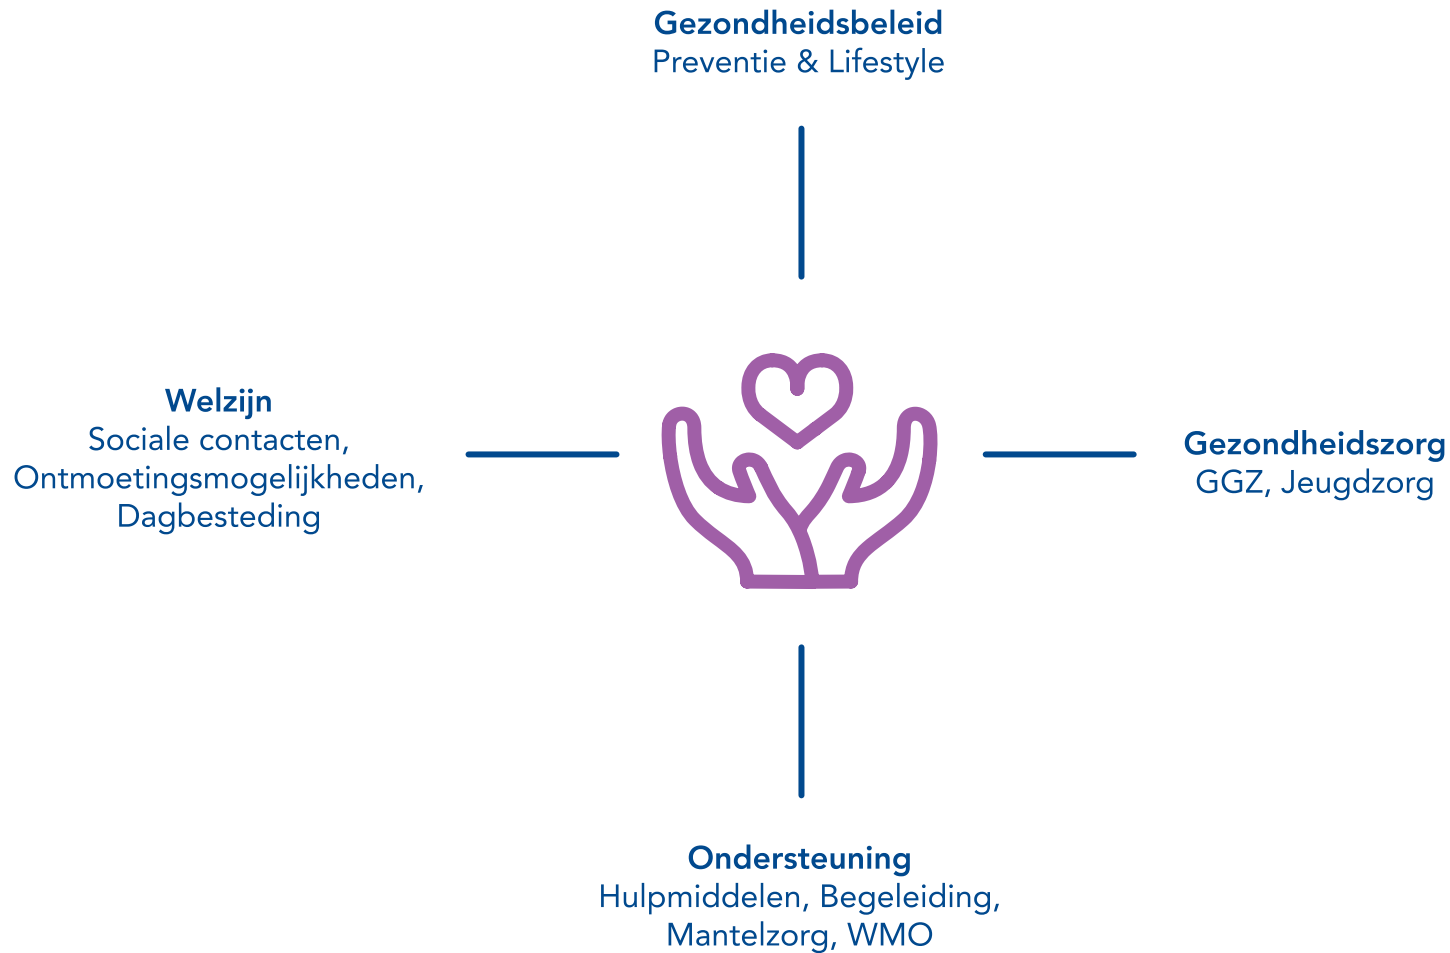 Gezondheidsbeleid
Preventie & Lifestyle
Welzijn
Sociale contacten,
Ontmoetingsmogelijkheden,
Dagbesteding
Gezondheidszorg
GGZ, Jeugdzorg
Ondersteuning
Hulpmiddelen, Begeleiding,
Mantelzorg, WMO